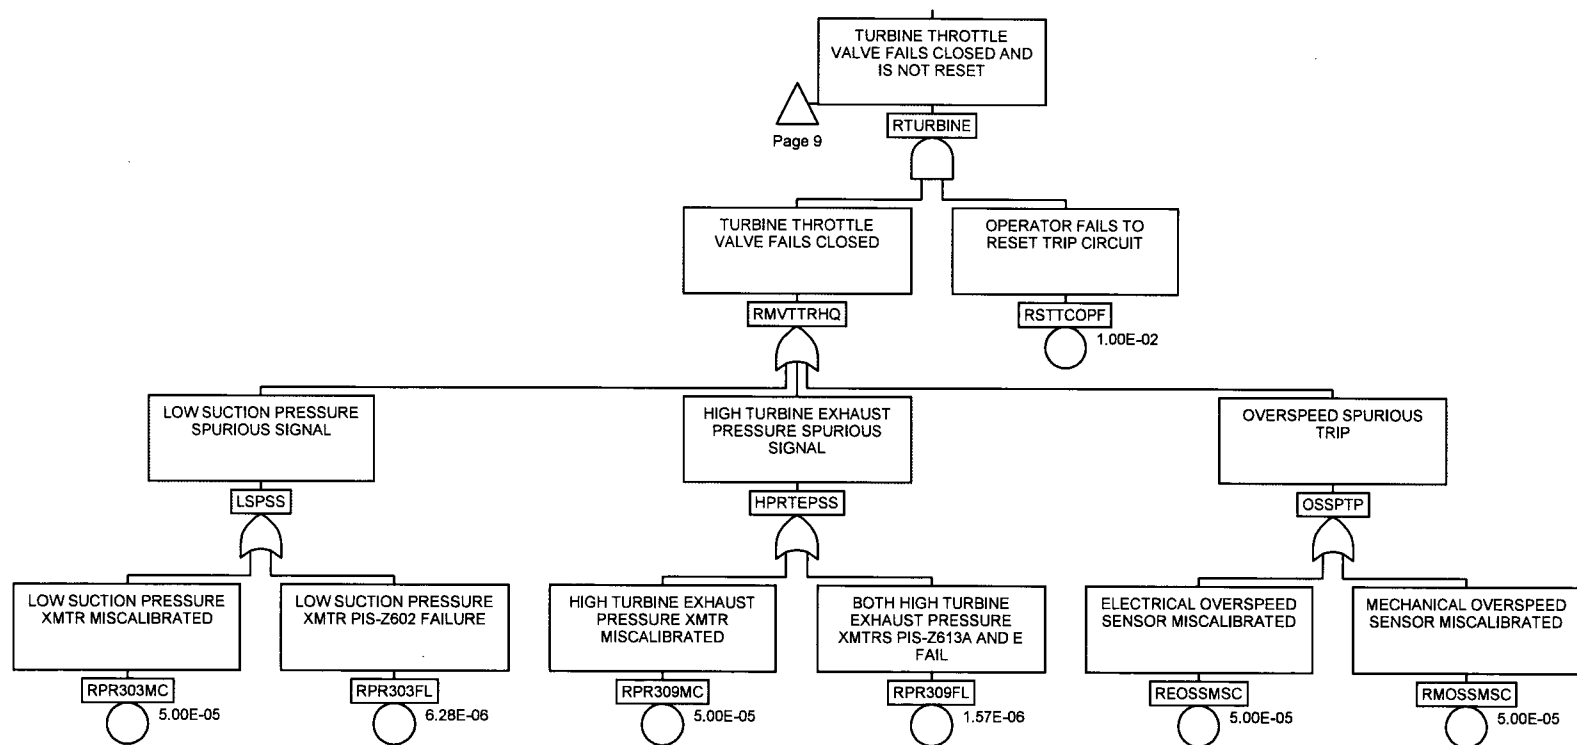 TURBINE THROTTLE
VALVE FAILS CLOSED AND
IS NOT RESET
Page 9
RTURBINE
TURBINE THROTTLE
VALVE FAILS CLOSED
OPERATOR FAILS TO
RESET TRIP CIRCUIT
RMVTTRHQ
RSTTCOPF
1.00E-02
LOW SUCTION PRESSURE
SPURIOUS SIGNAL
HIGH TURBINE EXHAUST
PRESSURE SPURIOUS
SIGNAL
OVERSPEED SPURIOUS
TRIP
LSPSS
HPRTEPSS
OSSPTP
LOW SUCTION PRESSURE
XMTR MISCALIBRATED
LOW SUCTION PRESSURE
XMTR PIS-Z602 FAILURE
HIGH TURBINE EXHAUST
PRESSURE XMTR
MISCALIBRATED
BOTH HIGH TURBINE
EXHAUST PRESSURE
XMTRS PIS-Z613A AND E
FAIL
ELECTRICAL OVERSPEED
SENSOR MISCALIBRATED
MECHANICAL OVERSPEED
SENSOR MISCALIBRATED
RPR303MC
5.00E-05
RPR303FL
6.28E-06
RPR309MC
5.00E-05
RPR309FL
1.57E-06
REOSSMSC
5.00E-05
RMOSSMSC
5.00E-05